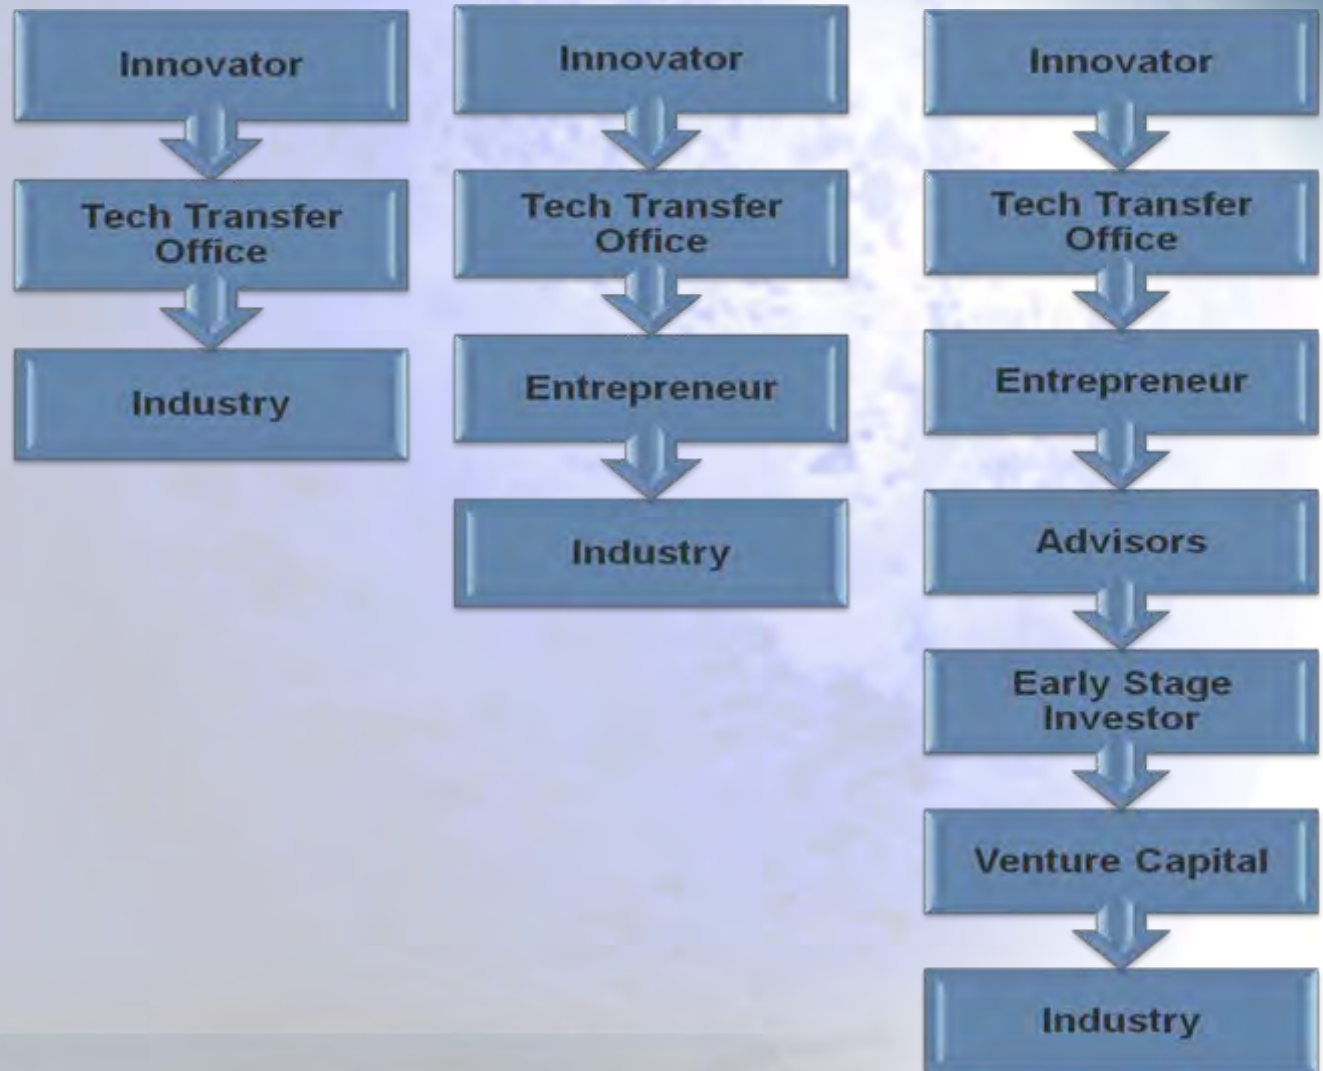 Innovator
Tech Transfer
Office
Industry
Innovator
Tech Transfer
Office
Entrepreneur
Industry
Innovator
Tech Transfer
Office
Entrepreneur
Advisors
Early Stage
Investor
Venture Capital
Industry